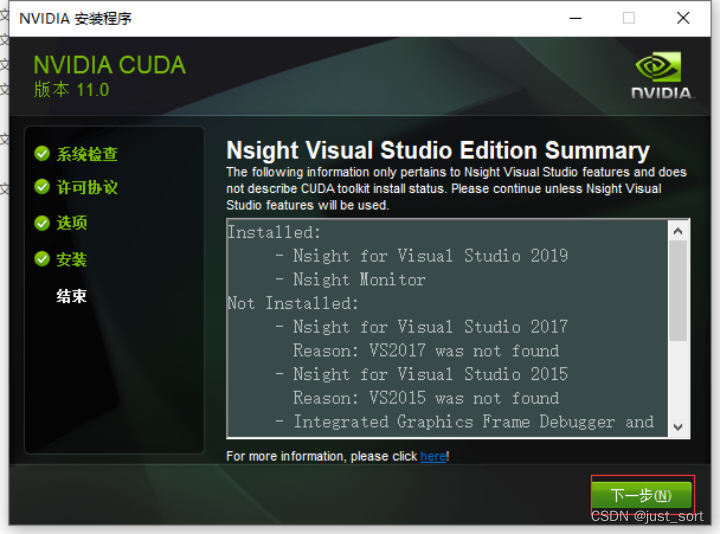 NVIDIA 安装程序
NVIDIA CUDA
版本 11.0
NVIDIA.
系统检查
许可协议
选项
安装
结束
Nsight Visual Studio Edition Summary
The following information only pertains to Nsight Visual Studio features and does
not describe CUDA toolkit install status. Please continue unless Nsight Visual
Studio features will be used.
Installed:
- Nsight for Visual Studio 2019
- Nsight Monitor
Not Installed:
- Nsight for Visual Studio 2017
Reason: VS2017 was not found
- Nsight for Visual Studio 2015
Reason: VS2015 was not found
- Integrated Graphics Frame Debugger and
For more information, please click here!
下一步(N)
CSDN @just_sort